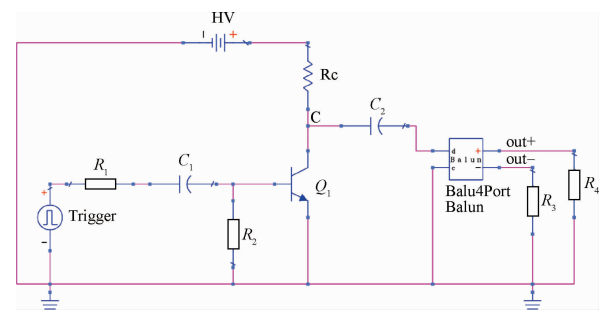 HV
Rc
C
C2
R1
C1
Q1
Trigger
R2
d
+
Balun
c
−
Balu4Port
Balun
out+
out−
R3
R4